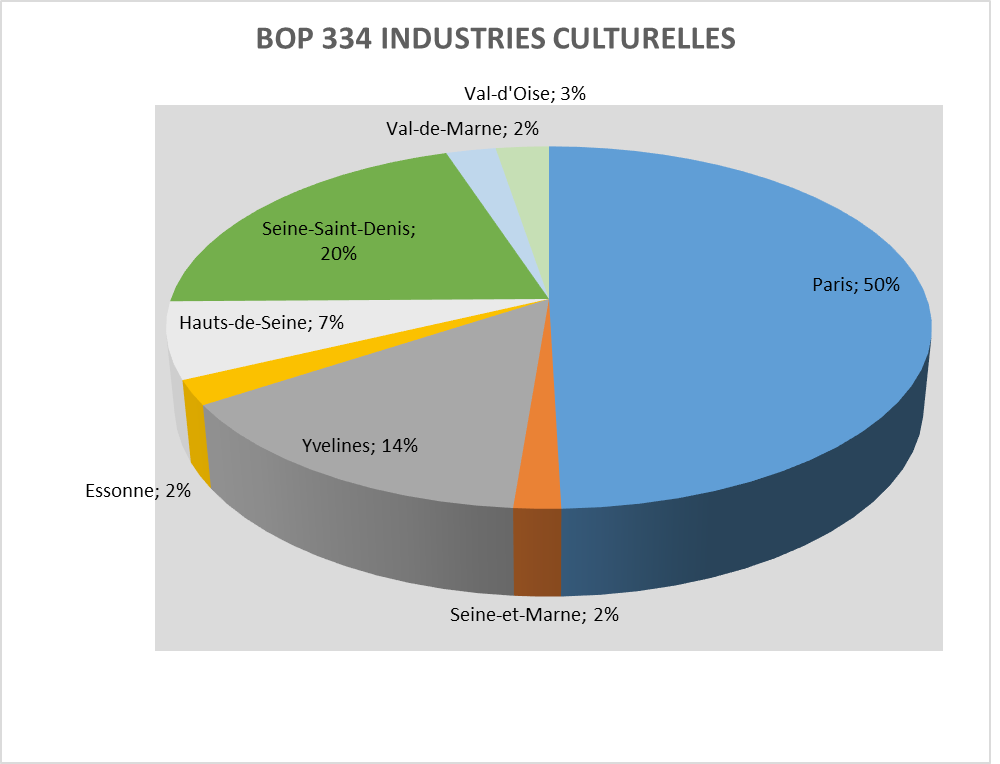 BOP 334 INDUSTRIES CULTURELLES
Val-d'Oise; 3%
Val-de-Marne; 2%
Seine-Saint-Denis;
20%
Paris; 50%
Hauts-de-Seine; 7%
Yvelines; 14%
Essonne; 2%
Seine-et-Marne; 2%